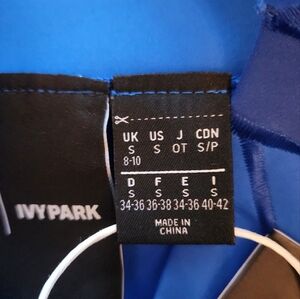 UK US J CDN
S S OT S/P
8-10
D F E I
S S S S
34-36 36-38 34-36 40-42
MADE IN
CHINA
IVYPARK